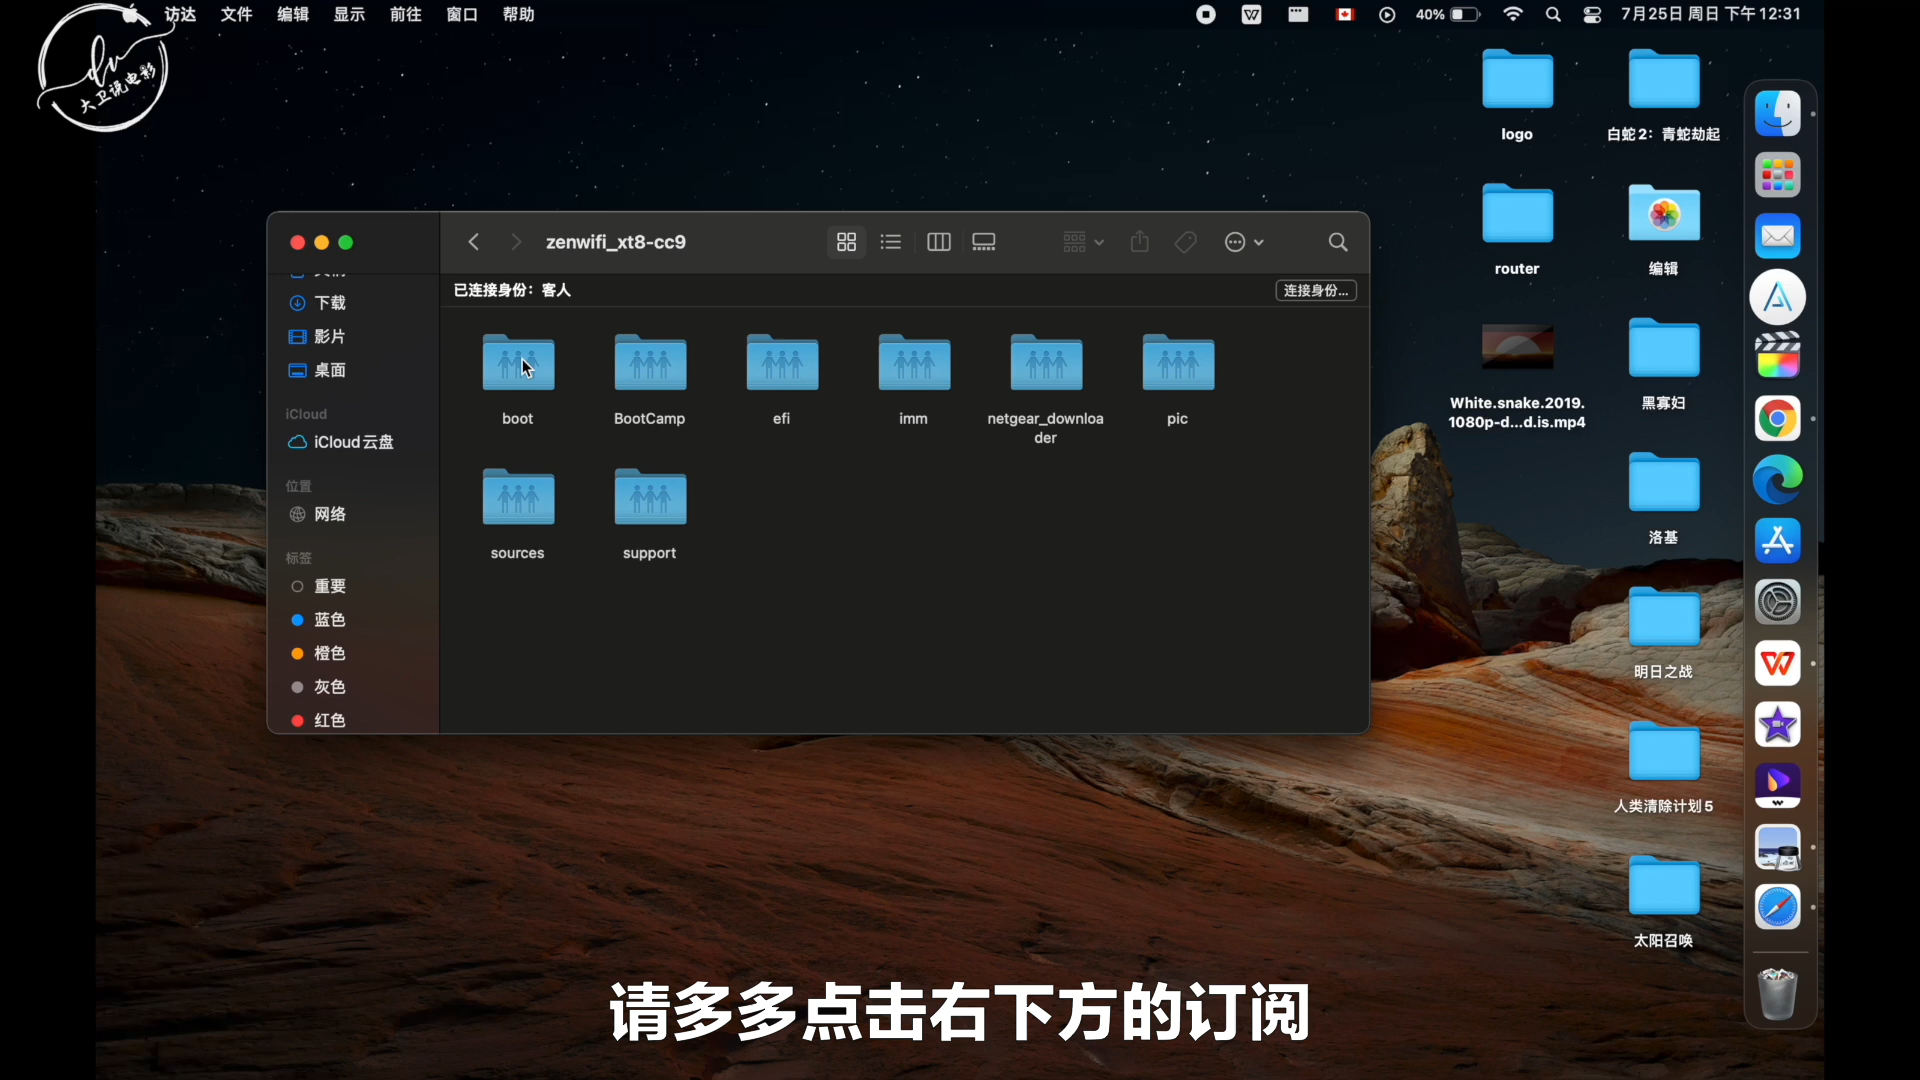 访达 文件 编辑 显示 前往 窗口 帮助
40% 7月25日 周日 下午12:31
du
大卫说电影
logo
白蛇2：青蛇劫起
router
编辑
White.snake.2019.
1080p-d...d.is.mp4
黑寡妇
洛基
明日之战
人类清除计划5
太阳召唤
zenwifi_xt8-cc9
已连接身份：客人
连接身份...
下载
影片
桌面
iCloud
iCloud云盘
位置
网络
标签
重要
蓝色
橙色
灰色
红色
boot
BootCamp
efi
imm
netgear_downloa
der
pic
sources
support
请多多点击右下方的订阅